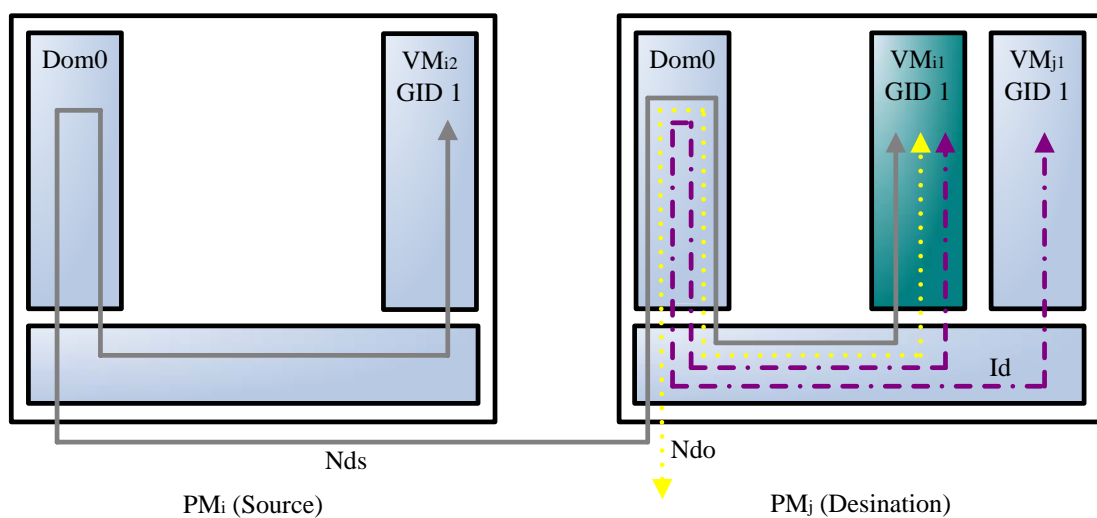 Dom0
VMi2
GID 1
Dom0
VMi1
GID 1
VMj1
GID 1
Id
Nds
Ndo
PMi (Source)
PMj (Desination)